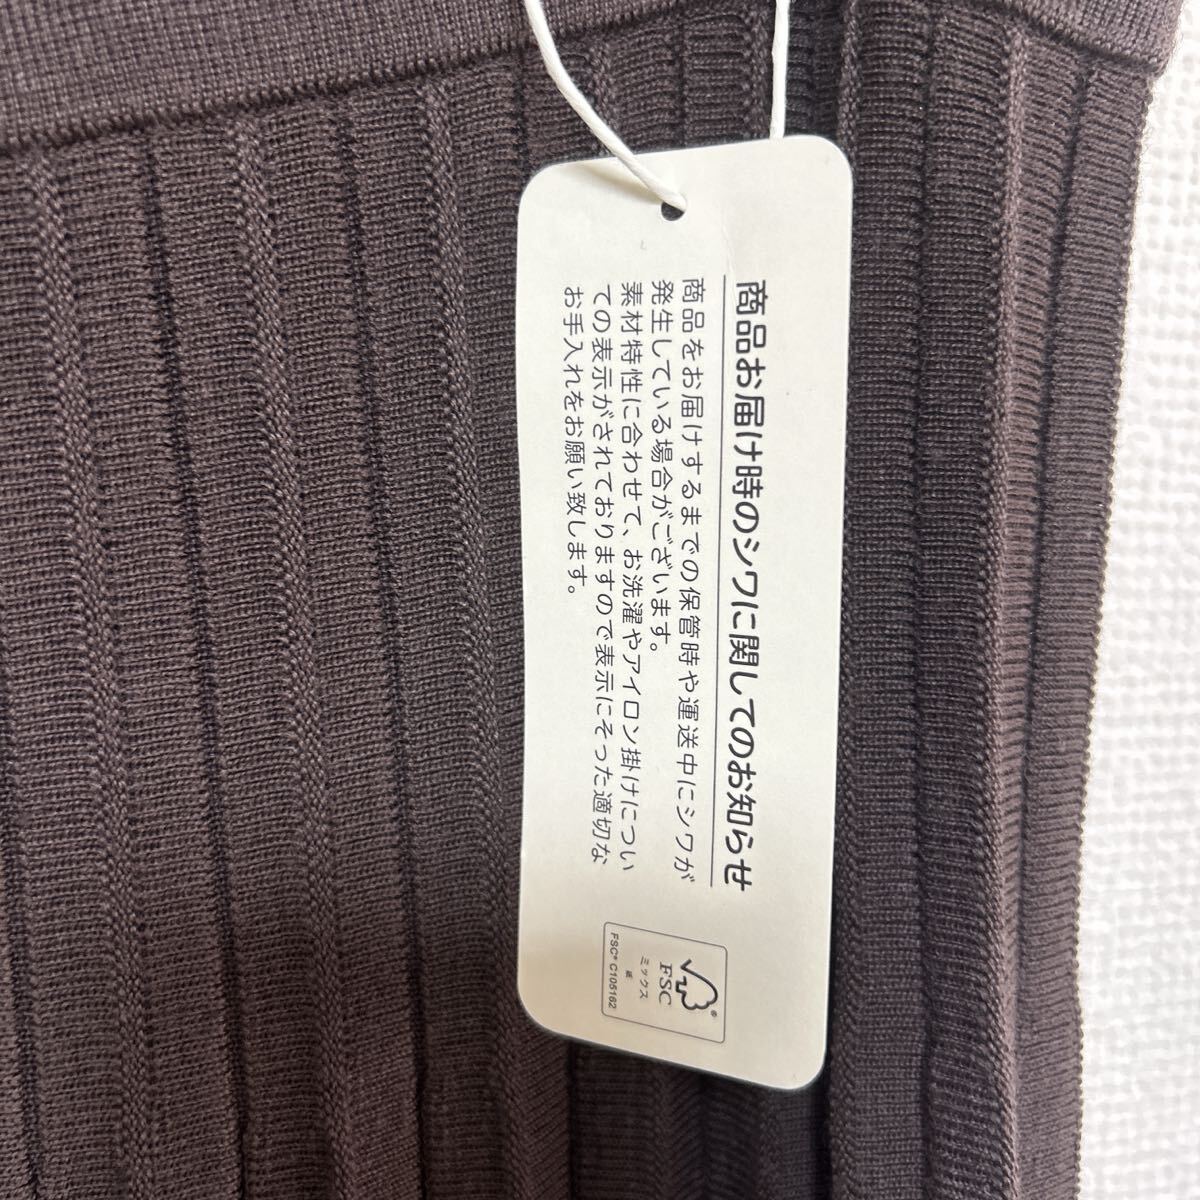 商品お届け時のシワに関してのお知らせ
商品をお届けするまでの保管時や運送中にシワが
発生している場合がございます。
素材特性に合わせて、お洗濯やアイロン掛けについ
ての表示がされておりますので表示にそった適切な
お手入れをお願い致します。
®
FSC
ミックス
紙
FSC® C105162